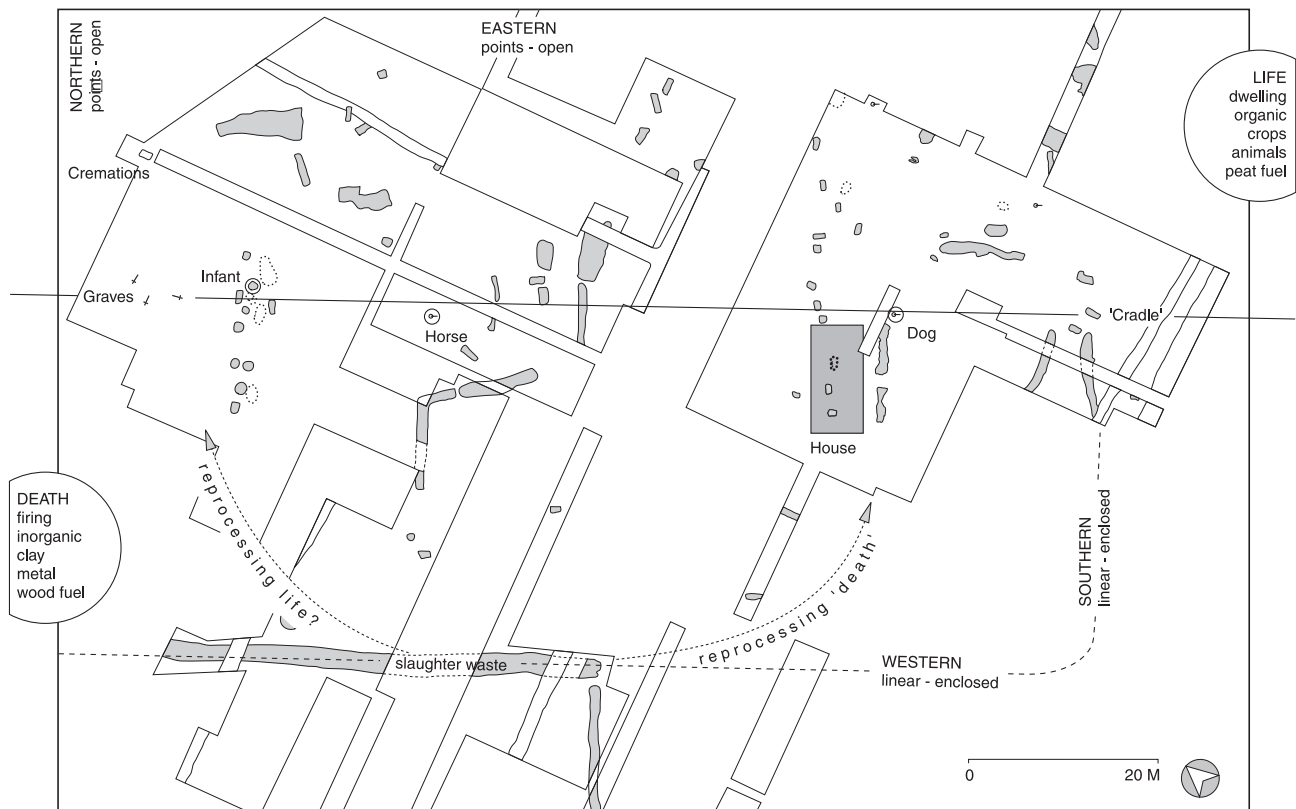 NORTHERN
points - open
EASTERN
points - open
LIFE
dwelling
organic
crops
animals
peat fuel
Cremations
Infant
Graves
Horse
Dog
'Cradle'
House
DEATH
firing
inorganic
clay
metal
wood fuel
reprocessing life?
reprocessing 'death'
SOUTHERN
linear - enclosed
slaughter waste
WESTERN
linear - enclosed
0
20 M